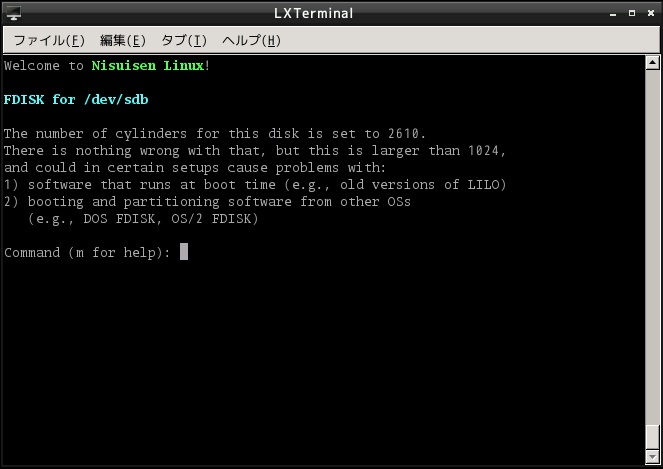 LXTerminal
ファイル(F) 編集(E) タブ(T) ヘルプ(H)
Welcome to Nisuisen Linux!
FDISK for /dev/sdb
The number of cylinders for this disk is set to 2610.
There is nothing wrong with that, but this is larger than 1024,
and could in certain setups cause problems with:
1) software that runs at boot time (e.g., old versions of LILO)
2) booting and partitioning software from other OSs
(e.g., DOS FDISK, OS/2 FDISK)
Command (m for help):